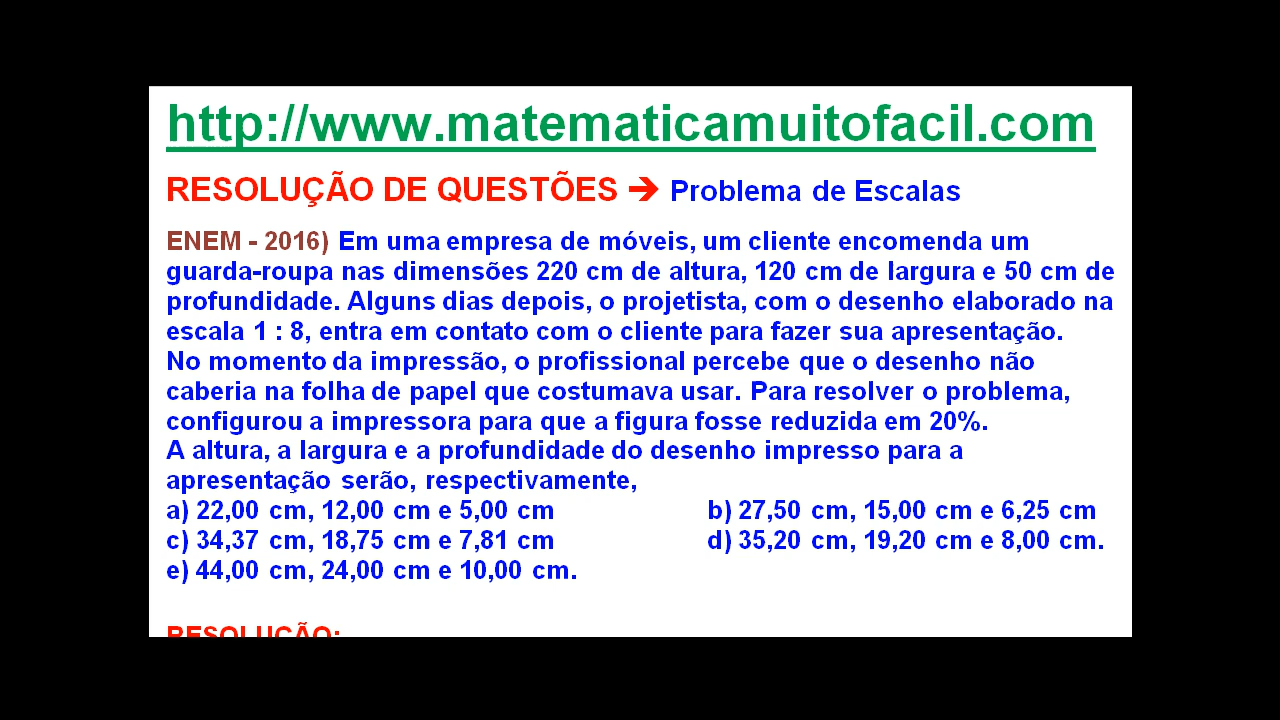 http://www.matematicamuitofacil.com
RESOLUÇÃO DE QUESTÕES ➔ Problema de Escalas
ENEM - 2016) Em uma empresa de móveis, um cliente encomenda um
guarda-roupa nas dimensões 220 cm de altura, 120 cm de largura e 50 cm de
profundidade. Alguns dias depois, o projetista, com o desenho elaborado na
escala 1 : 8, entra em contato com o cliente para fazer sua apresentação.
No momento da impressão, o profissional percebe que o desenho não
caberia na folha de papel que costumava usar. Para resolver o problema,
configurou a impressora para que a figura fosse reduzida em 20%.
A altura, a largura e a profundidade do desenho impresso para a
apresentação serão, respectivamente,
a) 22,00 cm, 12,00 cm e 5,00 cm b) 27,50 cm, 15,00 cm e 6,25 cm
c) 34,37 cm, 18,75 cm e 7,81 cm d) 35,20 cm, 19,20 cm e 8,00 cm.
e) 44,00 cm, 24,00 cm e 10,00 cm.
RESOLUÇÃO: